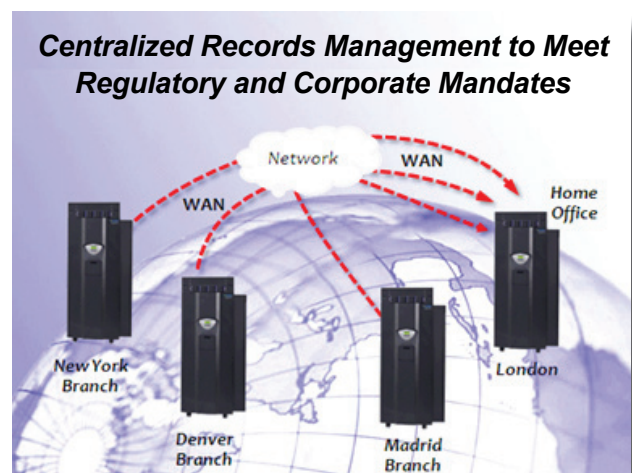 Centralized Records Management to Meet
Regulatory and Corporate Mandates
Network
WAN
WAN
Home
Office
New York
Branch
London
Denver
Branch
Madrid
Branch